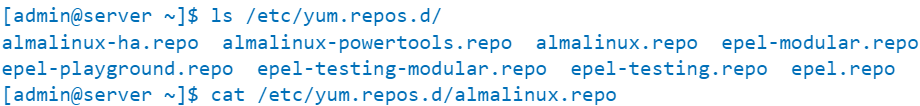 [admin@server ~]$ ls /etc/yum.repos.d/
almalinux-ha.repo  almalinux-powertools.repo  almalinux.repo  epel-modular.repo
epel-playground.repo  epel-testing-modular.repo  epel-testing.repo  epel.repo
[admin@server ~]$ cat /etc/yum.repos.d/almalinux.repo